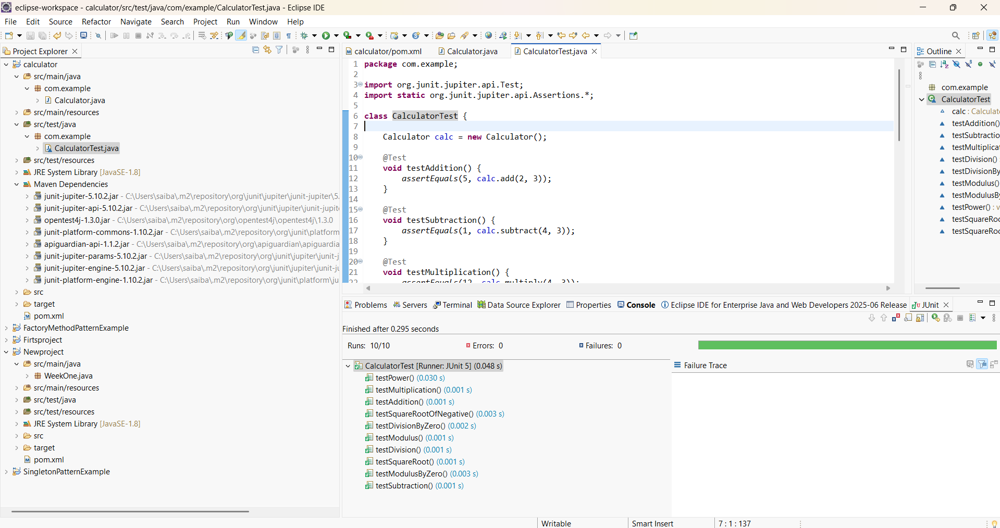 eclipse-workspace - calculator/src/test/java/com/example/CalculatorTest.java - Eclipse IDE
File Edit Source Refactor Navigate Search Project Run Window Help
Project Explorer
calculator
src/main/java
com.example
Calculator.java
src/main/resources
src/test/java
com.example
CalculatorTest.java
src/test/resources
JRE System Library [JavaSE-1.8]
Maven Dependencies
junit-jupiter-5.10.2.jar - C:\Users\saiba\.m2\repository\org\junit\jupiter\junit-jupiter\5.
junit-jupiter-api-5.10.2.jar - C:\Users\saiba\.m2\repository\org\junit\jupiter\junit-jupit
opentest4j-1.3.0.jar - C:\Users\saiba\.m2\repository\org\opentest4j\opentest4j\1.3.0
junit-platform-commons-1.10.2.jar - C:\Users\saiba\.m2\repository\org\junit\platform
apiguardian-api-1.1.2.jar - C:\Users\saiba\.m2\repository\org\apiguardian\apiguardia
junit-jupiter-params-5.10.2.jar - C:\Users\saiba\.m2\repository\org\junit\jupiter\junit-j
junit-jupiter-engine-5.10.2.jar - C:\Users\saiba\.m2\repository\org\junit\jupiter\junit-ju
junit-platform-engine-1.10.2.jar - C:\Users\saiba\.m2\repository\org\junit\platform\ju
src
target
pom.xml
FactoryMethodPatternExample
Firtsproject
Newproject
src/main/java
WeekOne.java
src/main/resources
src/test/java
src/test/resources
JRE System Library [JavaSE-1.8]
src
target
pom.xml
SingletonPatternExample
calculator/pom.xml Calculator.java CalculatorTest.java
1 package com.example;
2
3 import org.junit.jupiter.api.Test;
4 import static org.junit.jupiter.api.Assertions.*;
5
6 class CalculatorTest {
7
8 Calculator calc = new Calculator();
9
10 @Test
11 void testAddition() {
12 assertEquals(5, calc.add(2, 3));
13 }
14
15 @Test
16 void testSubtraction() {
17 assertEquals(1, calc.subtract(4, 3));
18 }
19
20 @Test
21 void testMultiplication() {
22 assertEquals(12, calc.multiply(4, 3));
Outline
com.example
CalculatorTest
calc : Calculat
testAddition()
testSubtractio
testMultiplica
testDivision()
testDivisionBy
testModulus()
testModulusBy
testPower() : v
testSquareRoo
testSquareRoo
Problems Servers Terminal Data Source Explorer Properties Console Eclipse IDE for Enterprise Java and Web Developers 2025-06 Release JUnit
Finished after 0.295 seconds
Runs: 10/10 Errors: 0 Failures: 0
CalculatorTest [Runner: JUnit 5] (0.048 s)
testPower() (0.030 s)
testMultiplication() (0.001 s)
testAddition() (0.001 s)
testSquareRootOfNegative() (0.003 s)
testDivisionByZero() (0.002 s)
testModulus() (0.001 s)
testDivision() (0.001 s)
testSquareRoot() (0.001 s)
testModulusByZero() (0.003 s)
testSubtraction() (0.001 s)
Failure Trace
Writable Smart Insert 7 : 1 : 137